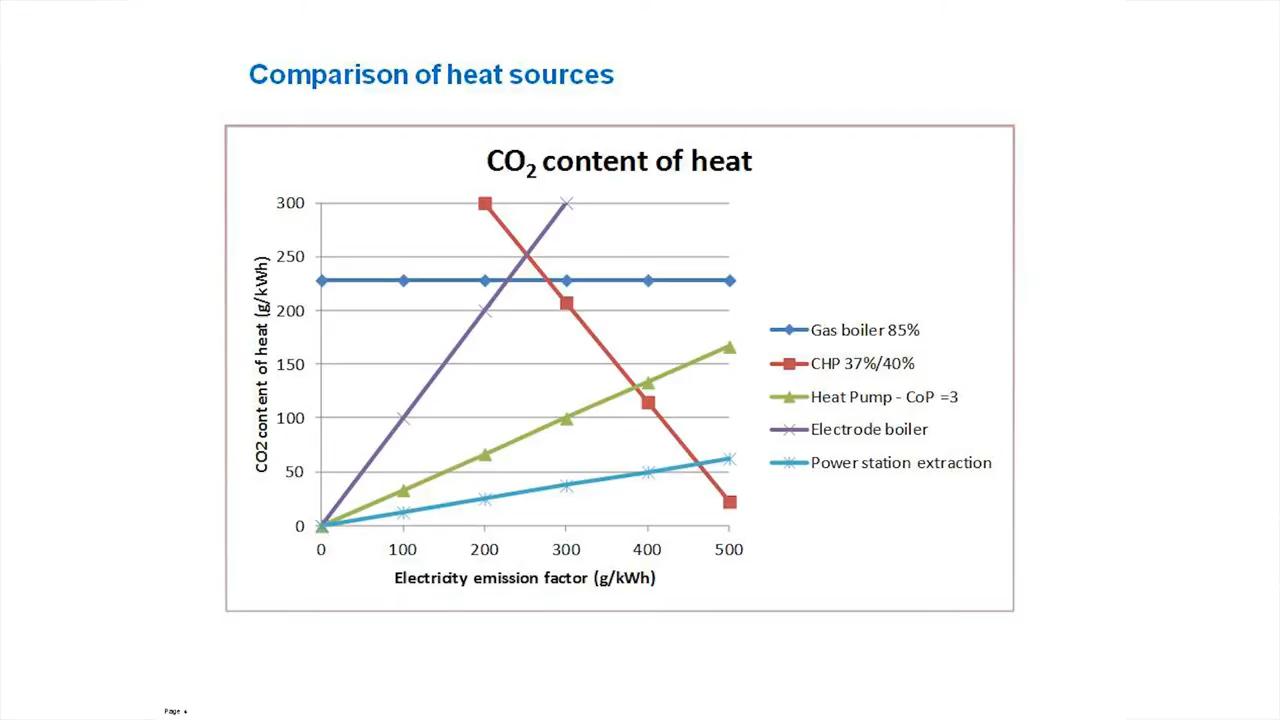 Comparison of heat sources
CO2 content of heat
300
250
200
150
100
50
0
CO2 content of heat (g/kWh)
0 100 200 300 400 500
Electricity emission factor (g/kWh)
Gas boiler 85%
CHP 37%/40%
Heat Pump - CoP =3
Electrode boiler
Power station extraction
Page